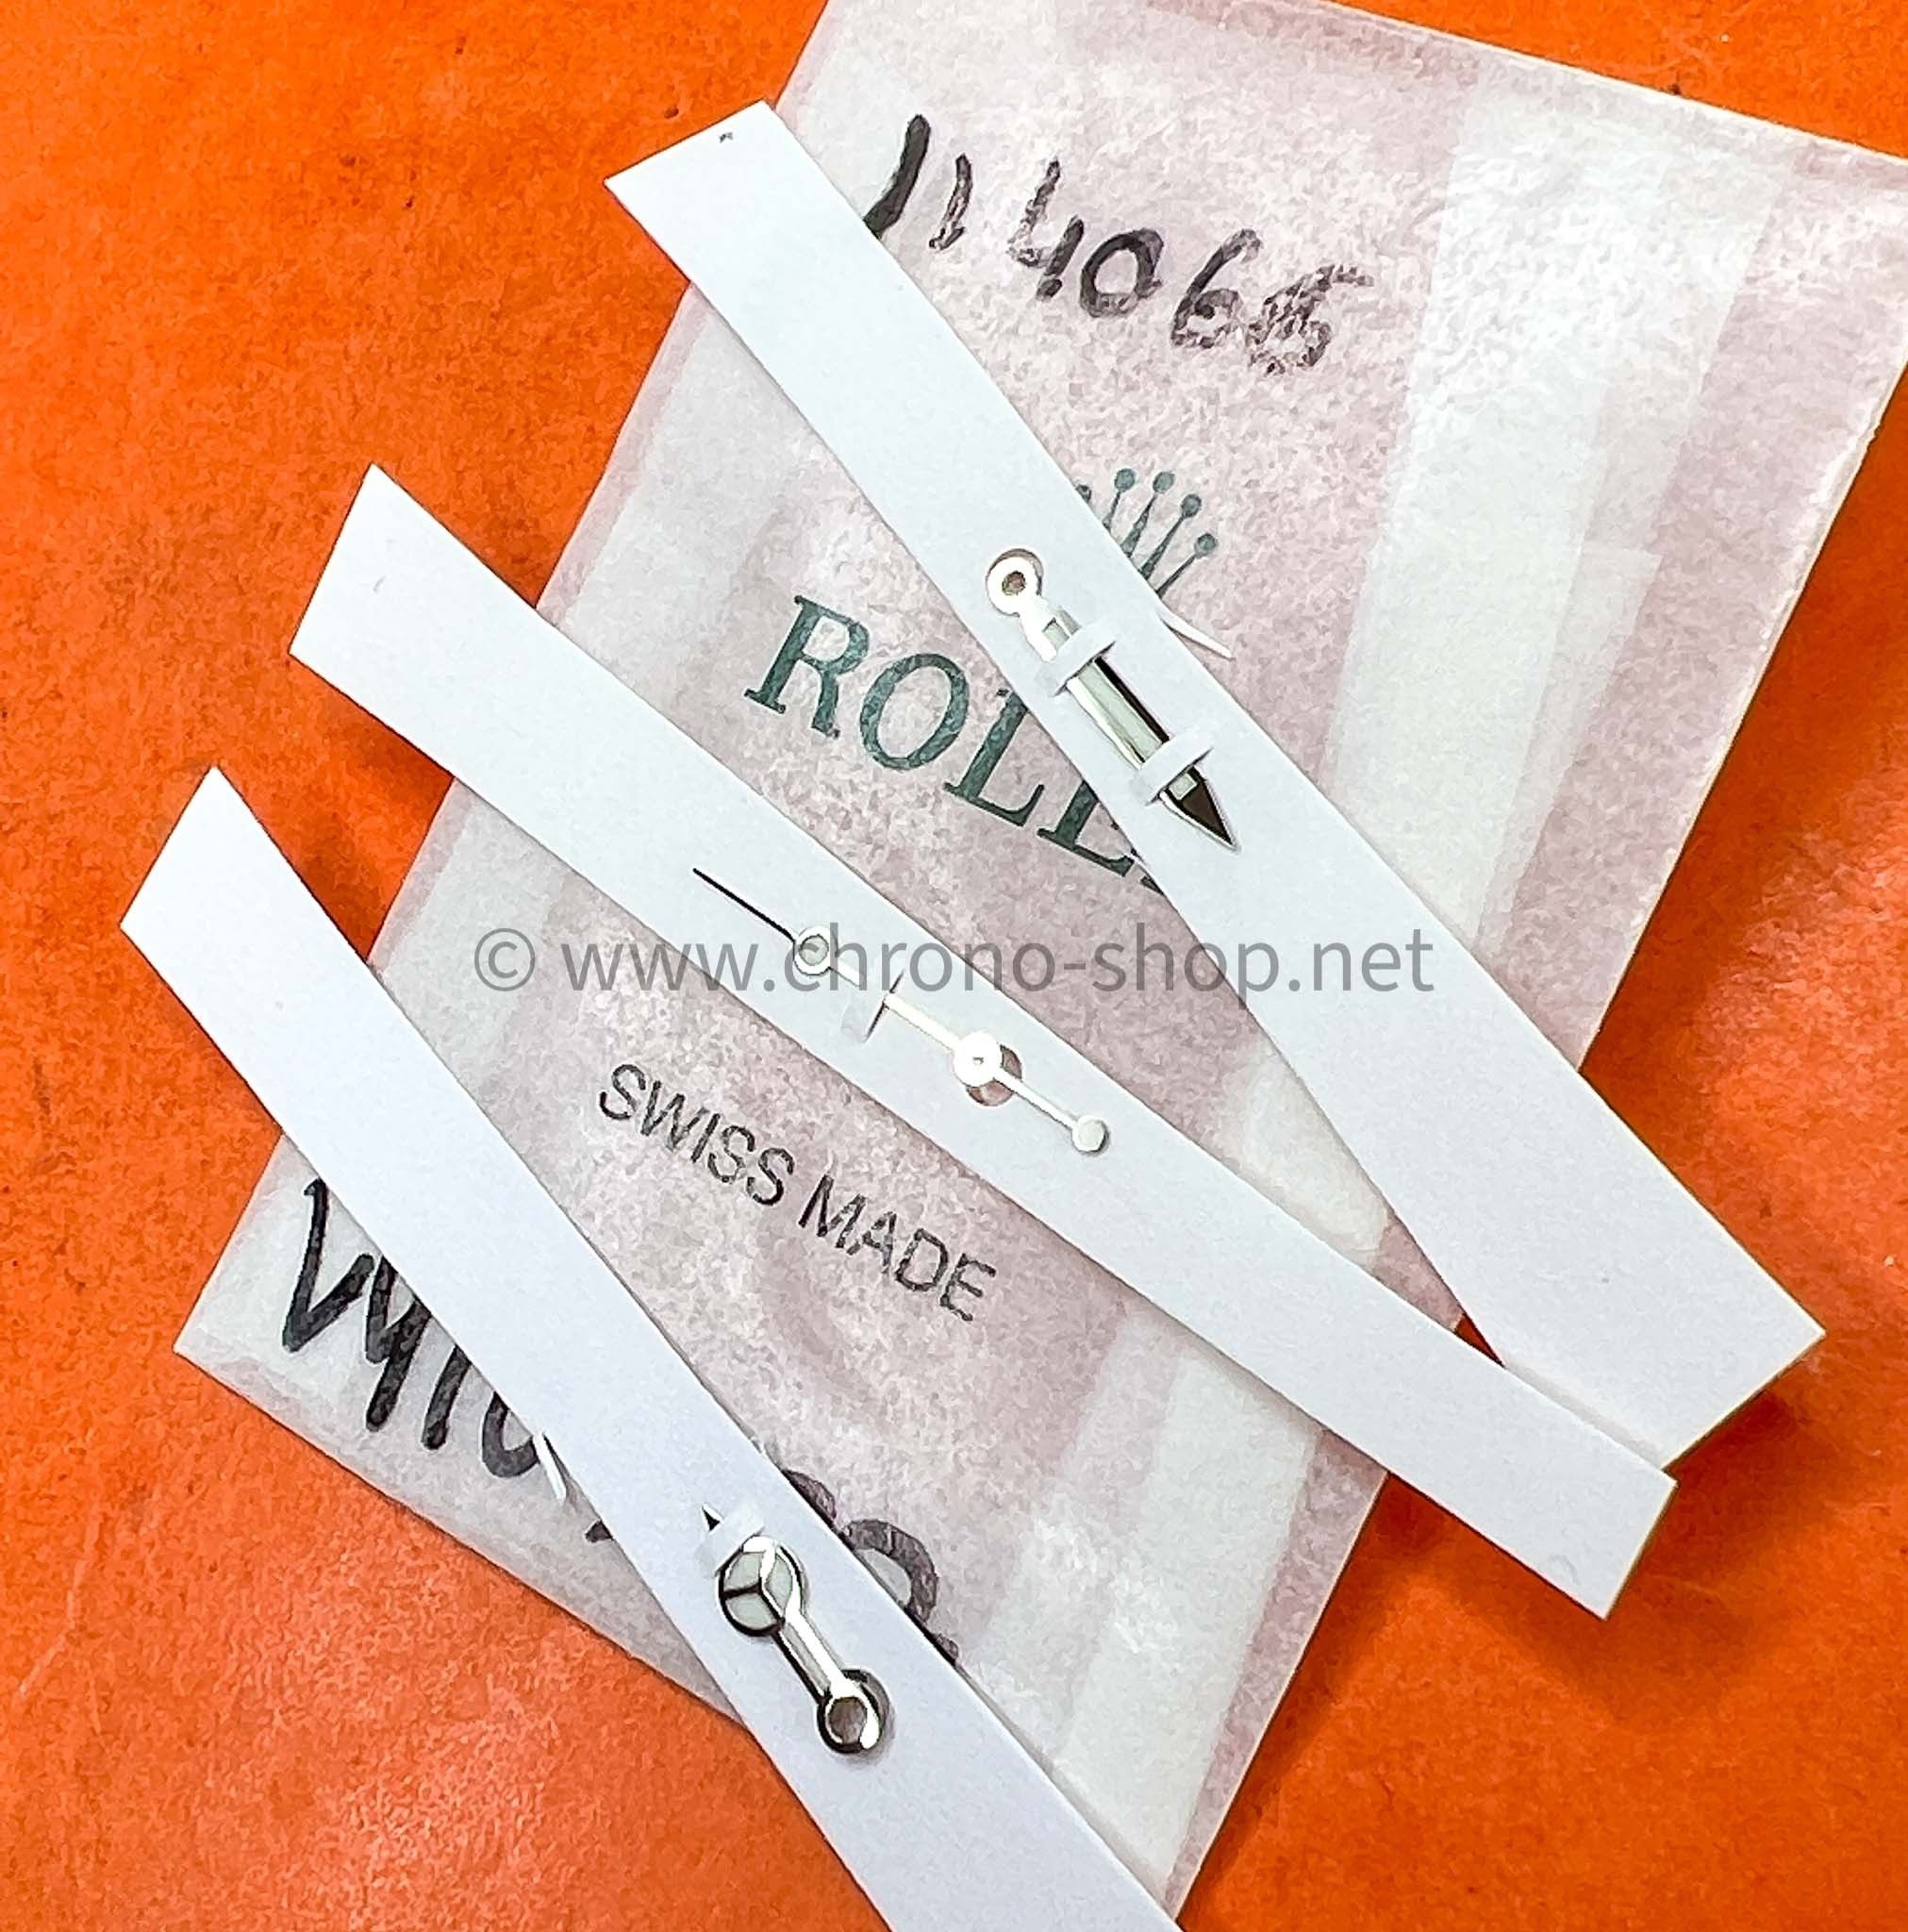 114065
ROLE
© www.chrono-shop.net
SWISS MADE